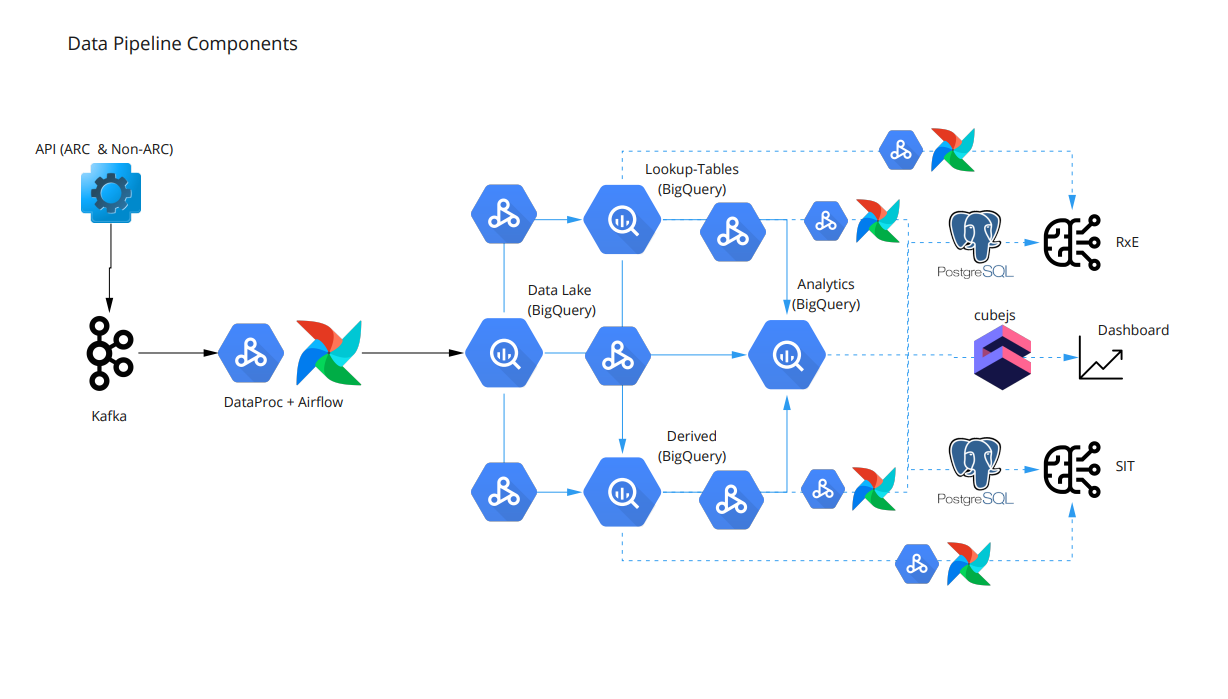 Data Pipeline Components
API (ARC & Non-ARC)
Kafka
DataProc + Airflow
Data Lake
(BigQuery)
Lookup-Tables
(BigQuery)
Derived
(BigQuery)
Analytics
(BigQuery)
PostgreSQL
RxE
cubejs
Dashboard
PostgreSQL
SIT